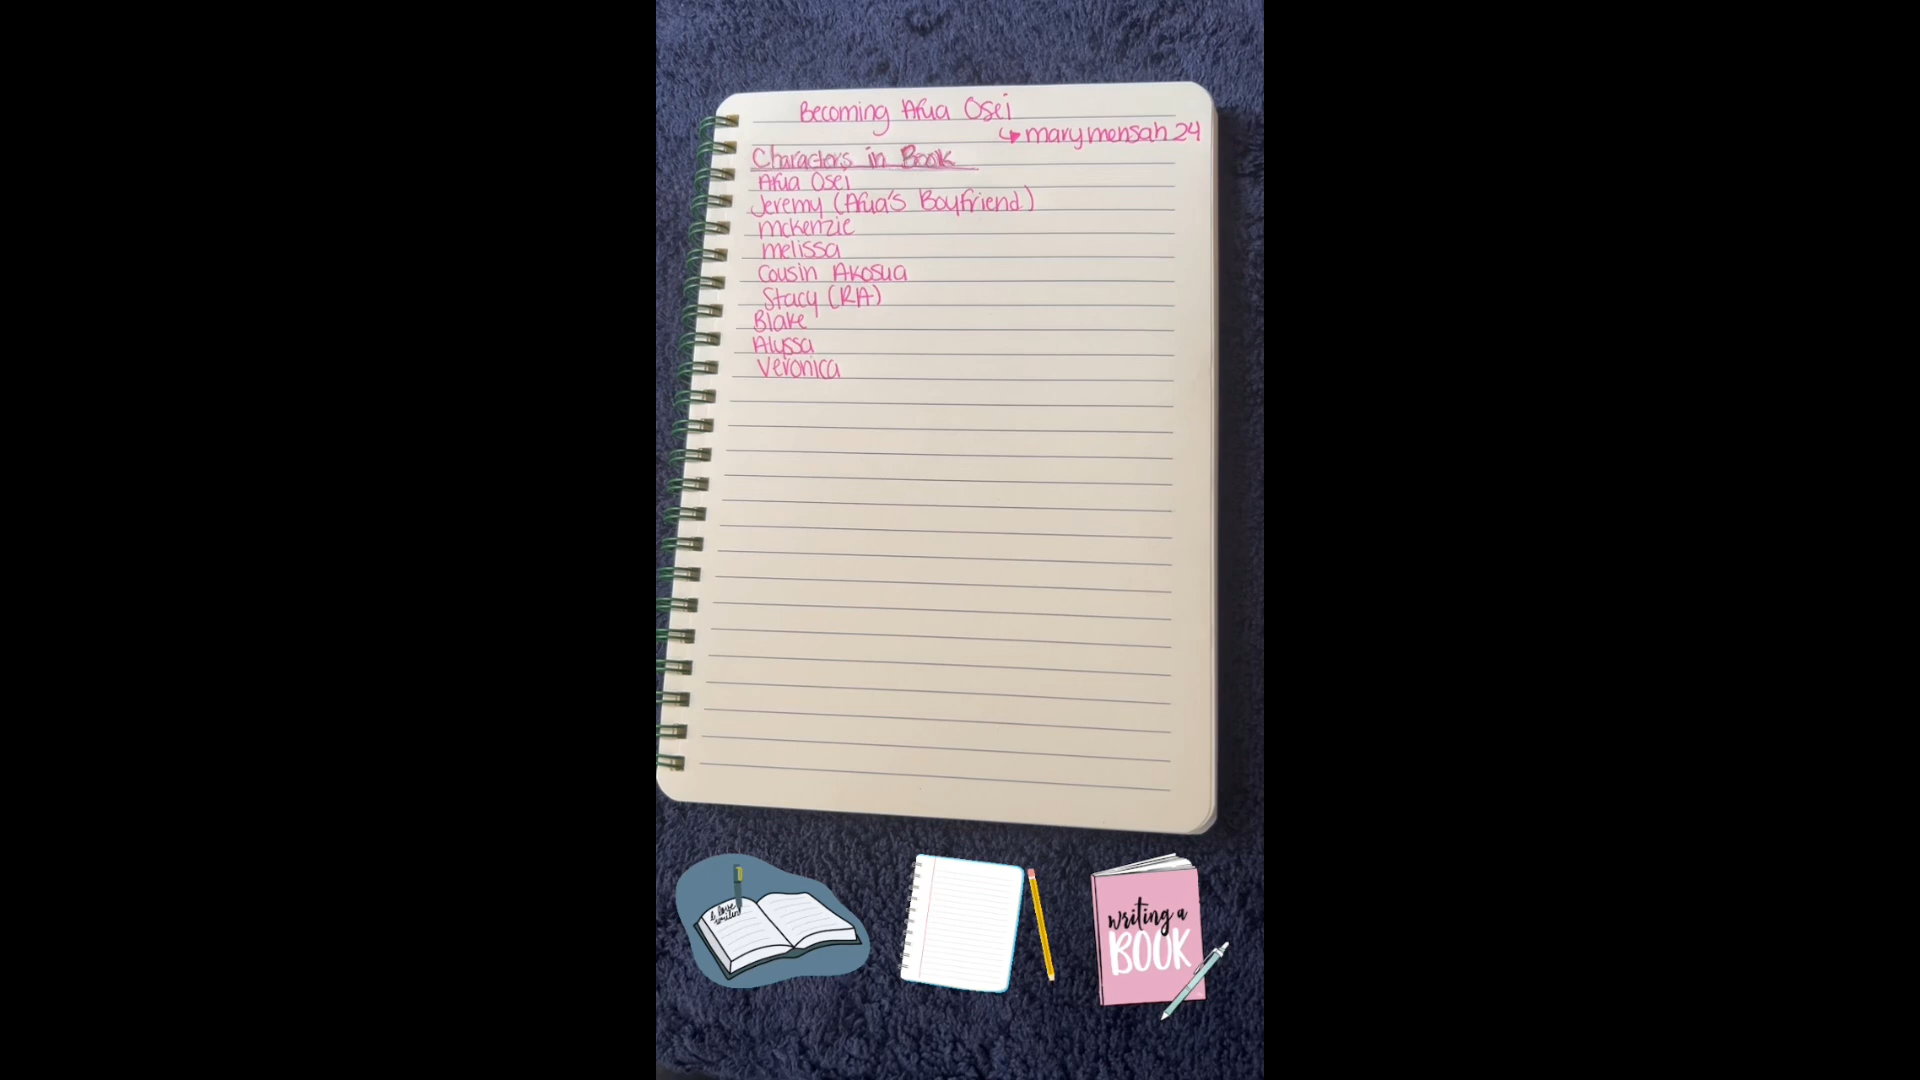 Becoming Afua Osei
marymensah24
Characters in Book
Afua Osei
Jeremy (Afua's Boyfriend)
mckenzie
melissa
Cousin Akosua
Stacy (RA)
Blake
Alyssa
Veronica
I love
writing a
BOOK